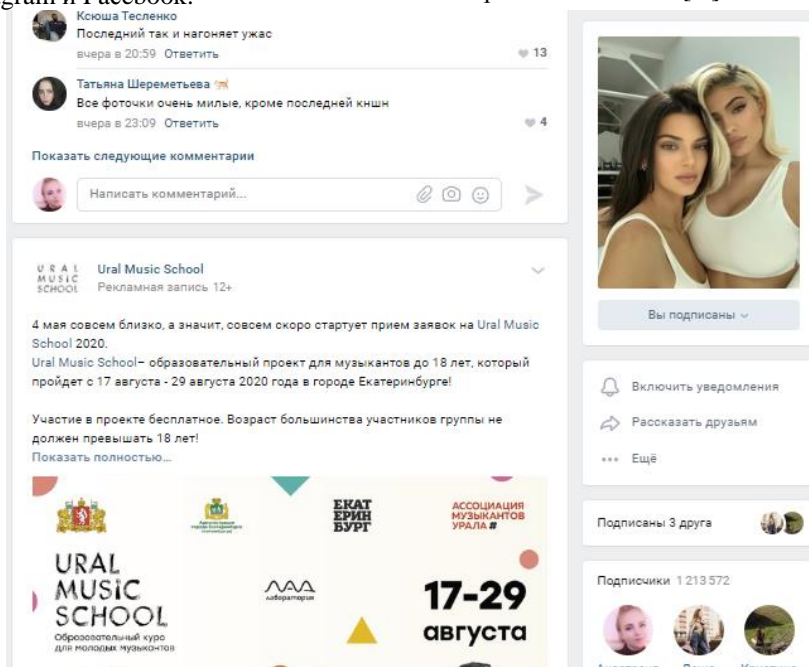 gram и Facebook.
Ксюша Тесленко
Последний так и нагоняет ужас
вчера в 20:59 Ответить
13
Татьяна Шереметьева
Все фоточки очень милые, кроме последней кншн
вчера в 23:09 Ответить
4
Показать следующие комментарии
Написать комментарий...
URAL
MUSIC
SCHOOL
Ural Music School
Рекламная запись 12+
4 мая совсем близко, а значит, совсем скоро стартует прием заявок на Ural Music
School 2020.
Ural Music School– образовательный проект для музыкантов до 18 лет, который
пройдет с 17 августа - 29 августа 2020 года в городе Екатеринбурге!
Участие в проекте бесплатное. Возраст большинства участников группы не
должен превышать 18 лет!
Показать полностью...
ЕКАТ
ЕРИН
БУРГ
АССОЦИАЦИЯ
МУЗЫКАНТОВ
УРАЛА #
URAL
MUSIC
SCHOOL
Образовательный курс
для молодых музыкантов
лаборатория
17-29
августа
Вы подписаны
Включить уведомления
Рассказать друзьям
Ещё
Подписаны 3 друга
Подписчики 1 213 572